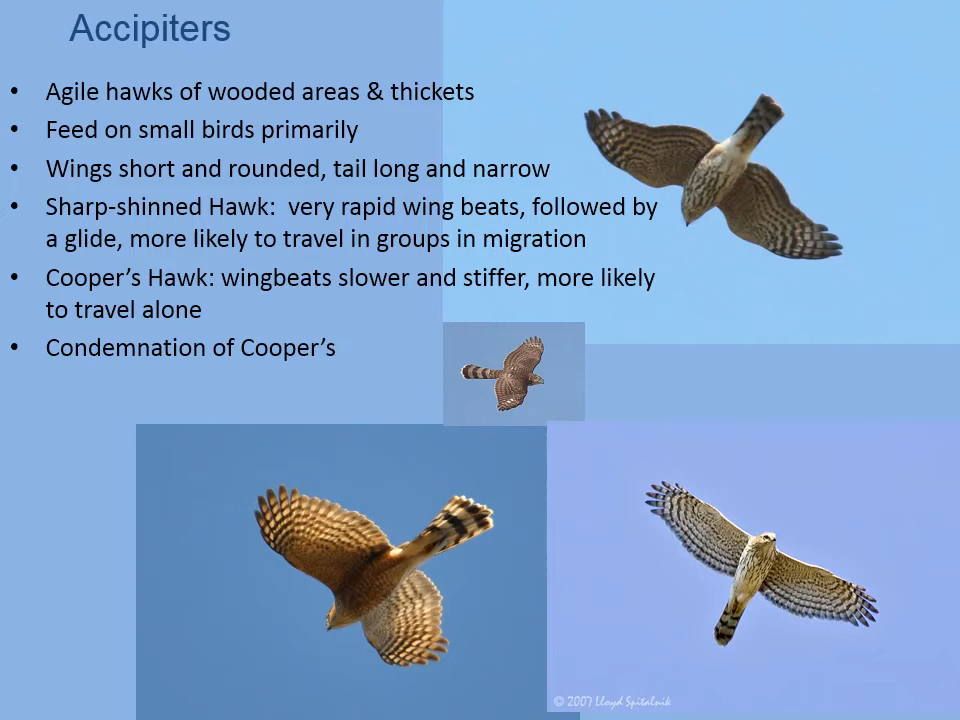 Accipiters
• Agile hawks of wooded areas & thickets
• Feed on small birds primarily
• Wings short and rounded, tail long and narrow
• Sharp-shinned Hawk:  very rapid wing beats, followed by
a glide, more likely to travel in groups in migration
• Cooper’s Hawk: wingbeats slower and stiffer, more likely
to travel alone
• Condemnation of Cooper’s
© 2007 Lloyd Spitalnik